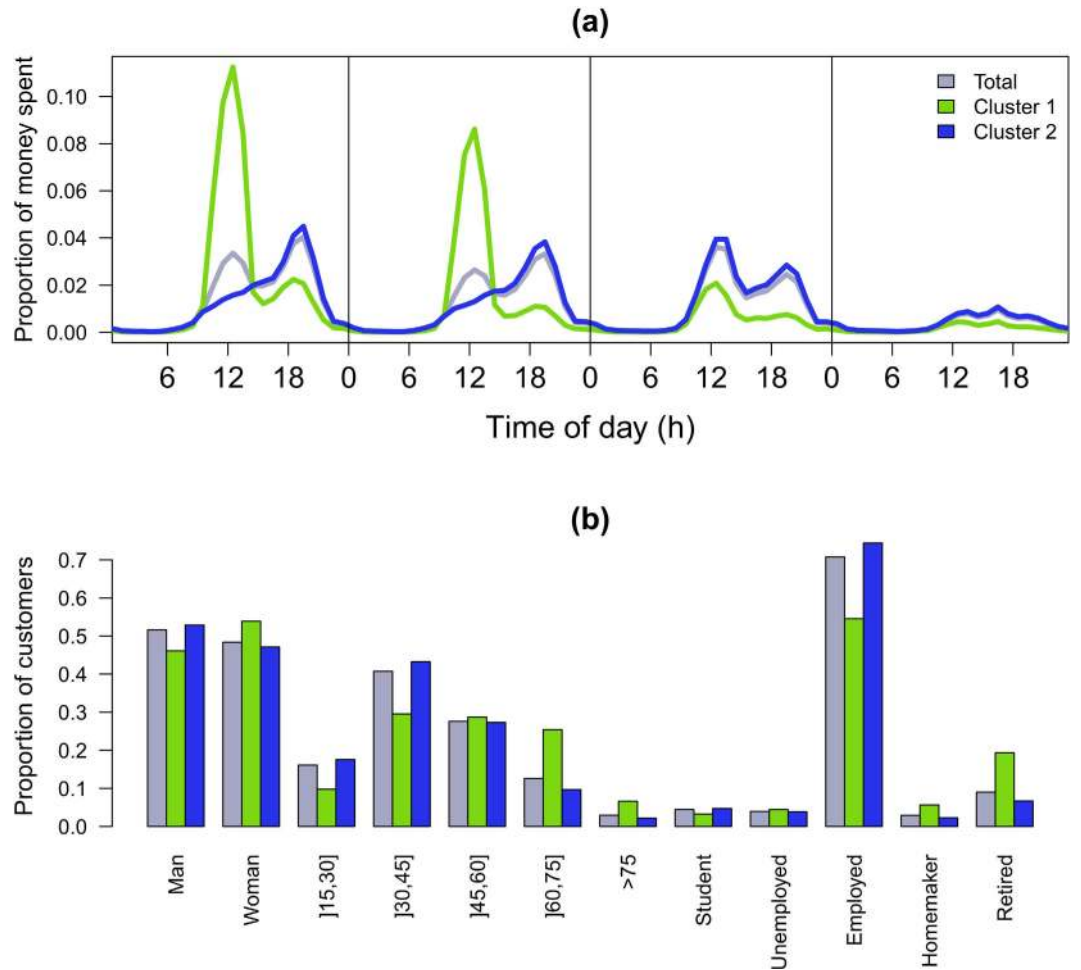 (a)
Proportion of money spent
0.10
0.08
0.06
0.04
0.02
0.00
Total
Cluster 1
Cluster 2
6 12 18 0 6 12 18 0 6 12 18 0 6 12 18
Time of day (h)
(b)
Proportion of customers
0.7
0.6
0.5
0.4
0.3
0.2
0.1
0.0
Man
Woman
]15,30]
]30,45]
]45,60]
]60,75]
>75
Student
Unemployed
Employed
Homemaker
Retired